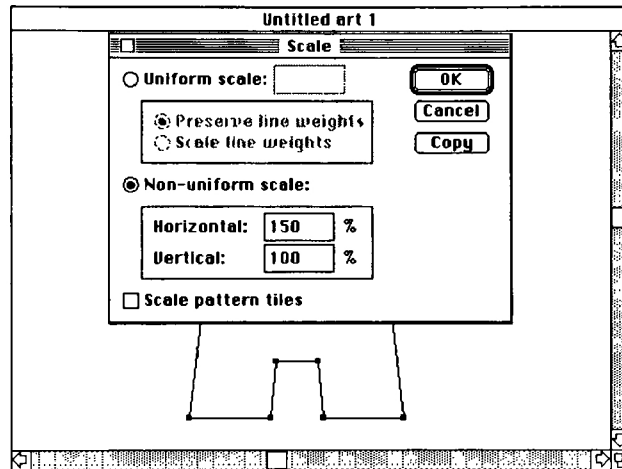 Untitled art 1
Scale
Uniform scale:
OK
Preserve line weights
Cancel
Scale line weights
Copy
Non-uniform scale:
Horizontal: 150 %
Vertical: 100 %
Scale pattern tiles